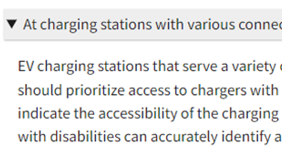 ▼ At charging stations with various
EV charging stations that serve a variety
should prioritize access to chargers with
indicate the accessibility of the charging
with disabilities can accurately identify